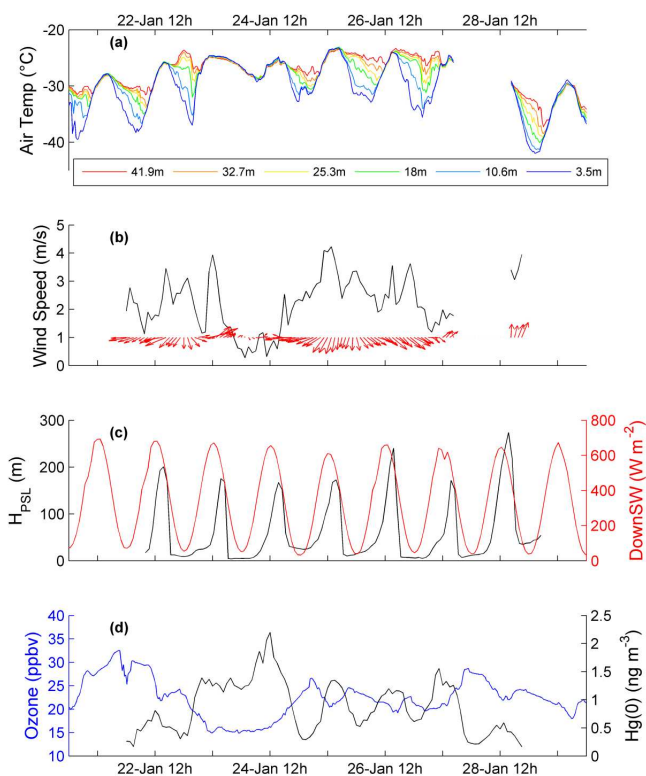 22-Jan 12h 24-Jan 12h 26-Jan 12h 28-Jan 12h
(a)
Air Temp (°C)
-20
-30
-40
41.9m 32.7m 25.3m 18m 10.6m 3.5m
(b)
Wind Speed (m/s)
5
4
3
2
1
0
(c)
H_PSL (m)
300
200
100
0
800
600
400
200
0
DownSW (W m⁻²)
(d)
Ozone (ppbv)
40
35
30
25
20
15
10
2.5
2
1.5
1
0.5
0
Hg(0) (ng m⁻³)
22-Jan 12h 24-Jan 12h 26-Jan 12h 28-Jan 12h